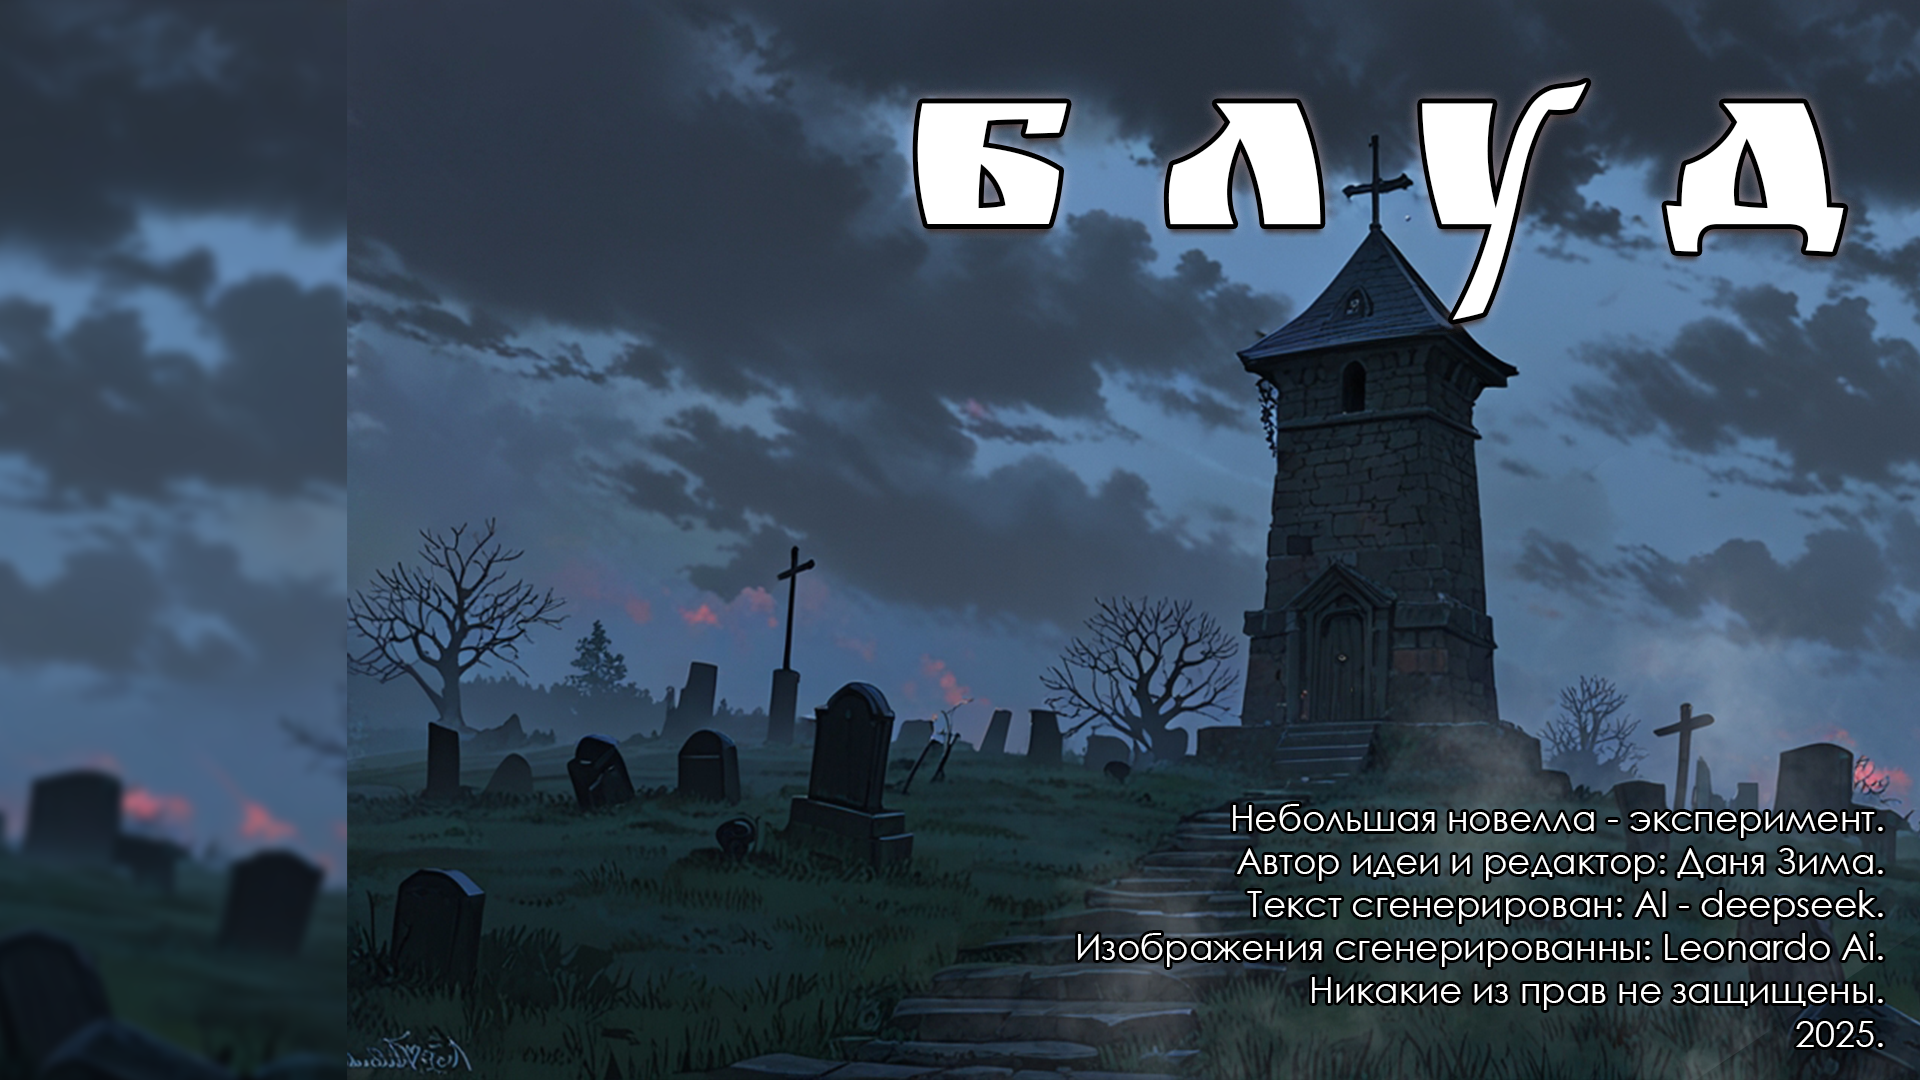 БЛУД
Небольшая новелла - эксперимент.
Автор идеи и редактор: Даня Зима.
Текст сгенерирован: AI - deepseek.
Изображения сгенерированны: Leonardo Ai.
Никакие из прав не защищены.
2025.